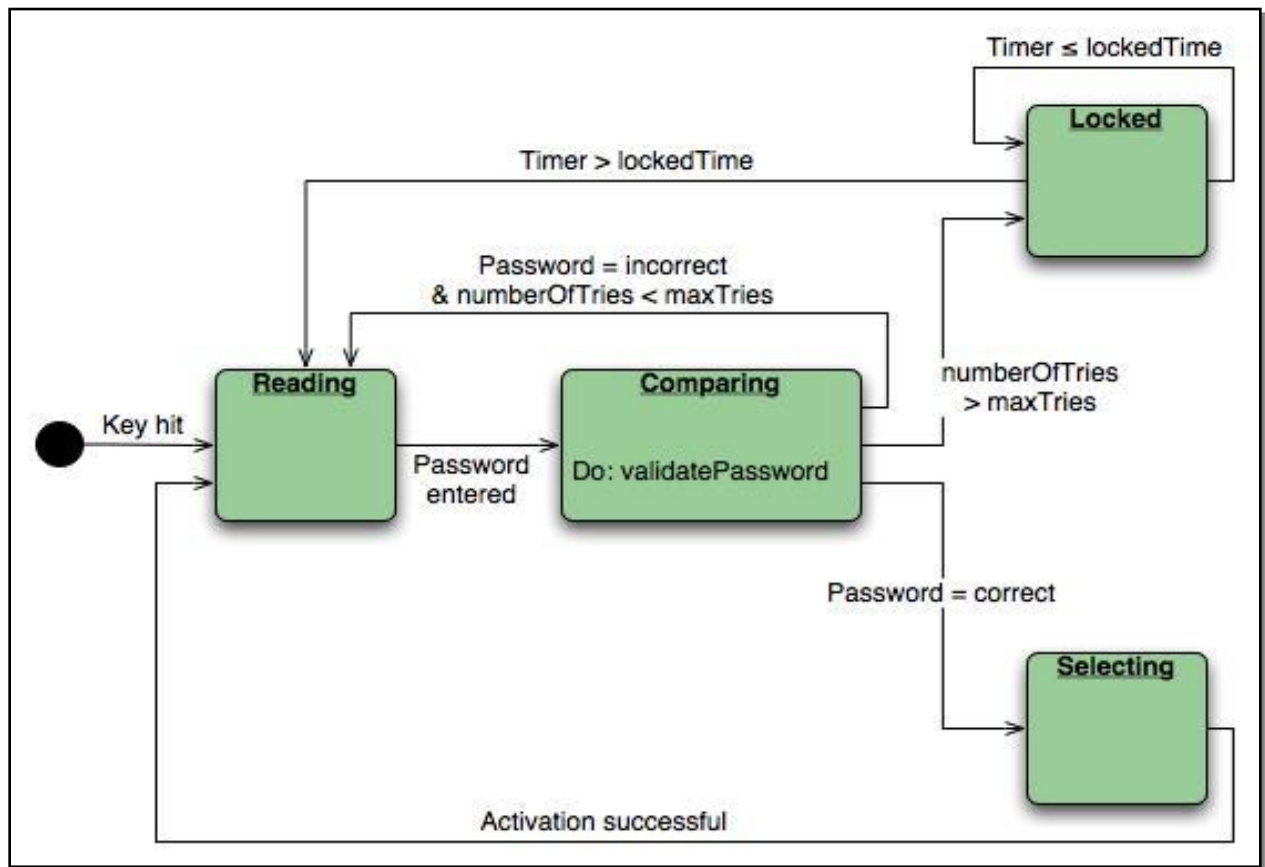 Timer ≤ lockedTime
Locked
Timer > lockedTime
Password = incorrect
& numberOfTries < maxTries
Reading
Comparing
numberOfTries
> maxTries
Key hit
Password
entered
Do: validatePassword
Password = correct
Selecting
Activation successful